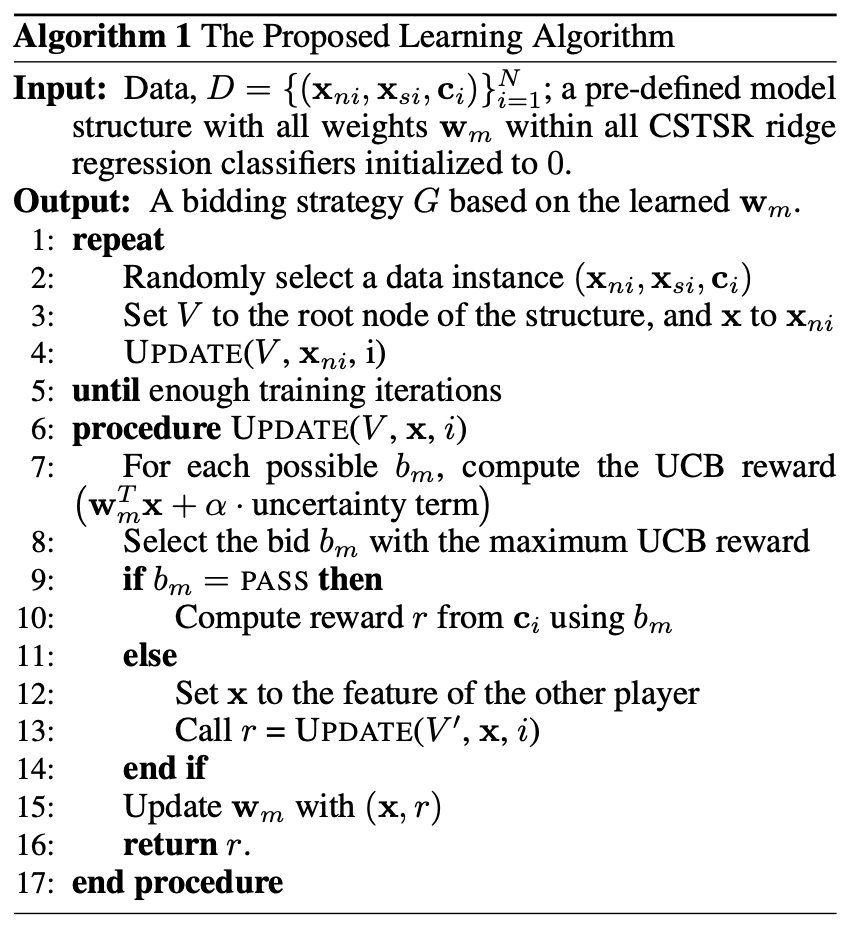 Algorithm 1 The Proposed Learning Algorithm
Input: Data, $D = \{(\mathbf{x}_{ni}, \mathbf{x}_{si}, \mathbf{c}_i)\}_{i=1}^{N}$; a pre-defined model
structure with all weights $\mathbf{w}_m$ within all CSTSR ridge
regression classifiers initialized to 0.
Output: A bidding strategy $G$ based on the learned $\mathbf{w}_m$.
1: repeat
2: Randomly select a data instance $(\mathbf{x}_{ni}, \mathbf{x}_{si}, \mathbf{c}_i)$
3: Set $V$ to the root node of the structure, and $\mathbf{x}$ to $\mathbf{x}_{ni}$
4: UPDATE($V$, $\mathbf{x}_{ni}$, i)
5: until enough training iterations
6: procedure UPDATE($V$, $\mathbf{x}$, $i$)
7: For each possible $b_m$, compute the UCB reward
$(\mathbf{w}_m^T \mathbf{x} + \alpha \cdot \text{uncertainty term})$
8: Select the bid $b_m$ with the maximum UCB reward
9: if $b_m$ = PASS then
10: Compute reward $r$ from $\mathbf{c}_i$ using $b_m$
11: else
12: Set $\mathbf{x}$ to the feature of the other player
13: Call $r$ = UPDATE($V'$, $\mathbf{x}$, $i$)
14: end if
15: Update $\mathbf{w}_m$ with $(\mathbf{x}, r)$
16: return $r$.
17: end procedure